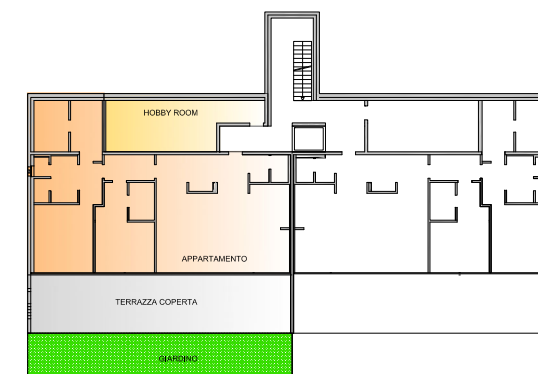 HOBBY ROOM
APPARTAMENTO
TERRAZZA COPERTA
GIARDINO